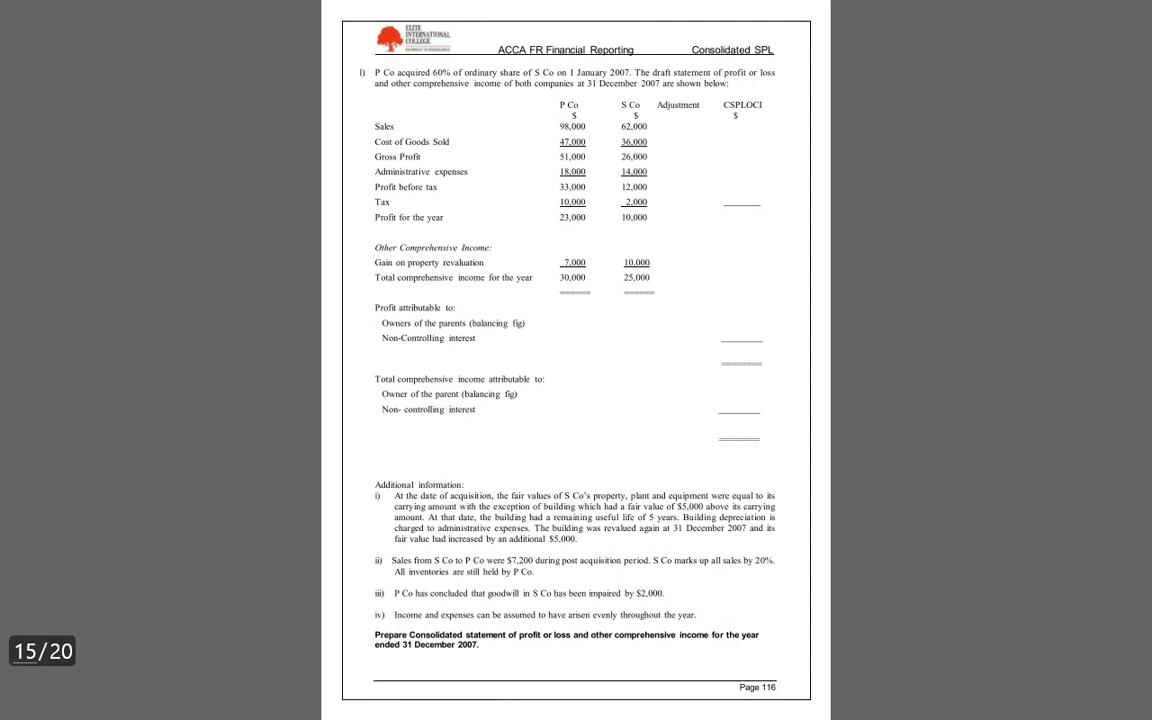 ELITE
INTERNATIONAL
COLLEGE
ACCA FR Financial Reporting Consolidated SPL
1) P Co acquired 60% of ordinary share of S Co on 1 January 2007. The draft statement of profit or loss
and other comprehensive income of both companies at 31 December 2007 are shown below:
P Co S Co Adjustment CSPLOCI
$ $ $
Sales 98,000 62,000
Cost of Goods Sold 47,000 36,000
Gross Profit 51,000 26,000
Administrative expenses 18,000 14,000
Profit before tax 33,000 12,000
Tax 10,000 2,000
Profit for the year 23,000 10,000
Other Comprehensive Income:
Gain on property revaluation 7,000 10,000
Total comprehensive income for the year 30,000 25,000
Profit attributable to:
Owners of the parents (balancing fig)
Non-Controlling interest
Total comprehensive income attributable to:
Owner of the parent (balancing fig)
Non- controlling interest
Additional information:
i) At the date of acquisition, the fair values of S Co's property, plant and equipment were equal to its
carrying amount with the exception of building which had a fair value of $5,000 above its carrying
amount. At that date, the building had a remaining useful life of 5 years. Building depreciation is
charged to administrative expenses. The building was revalued again at 31 December 2007 and its
fair value had increased by an additional $5,000.
ii) Sales from S Co to P Co were $7,200 during post acquisition period. S Co marks up all sales by 20%.
All inventories are still held by P Co.
iii) P Co has concluded that goodwill in S Co has been impaired by $2,000.
iv) Income and expenses can be assumed to have arisen evenly throughout the year.
Prepare Consolidated statement of profit or loss and other comprehensive income for the year
ended 31 December 2007.
15/20
Page 116